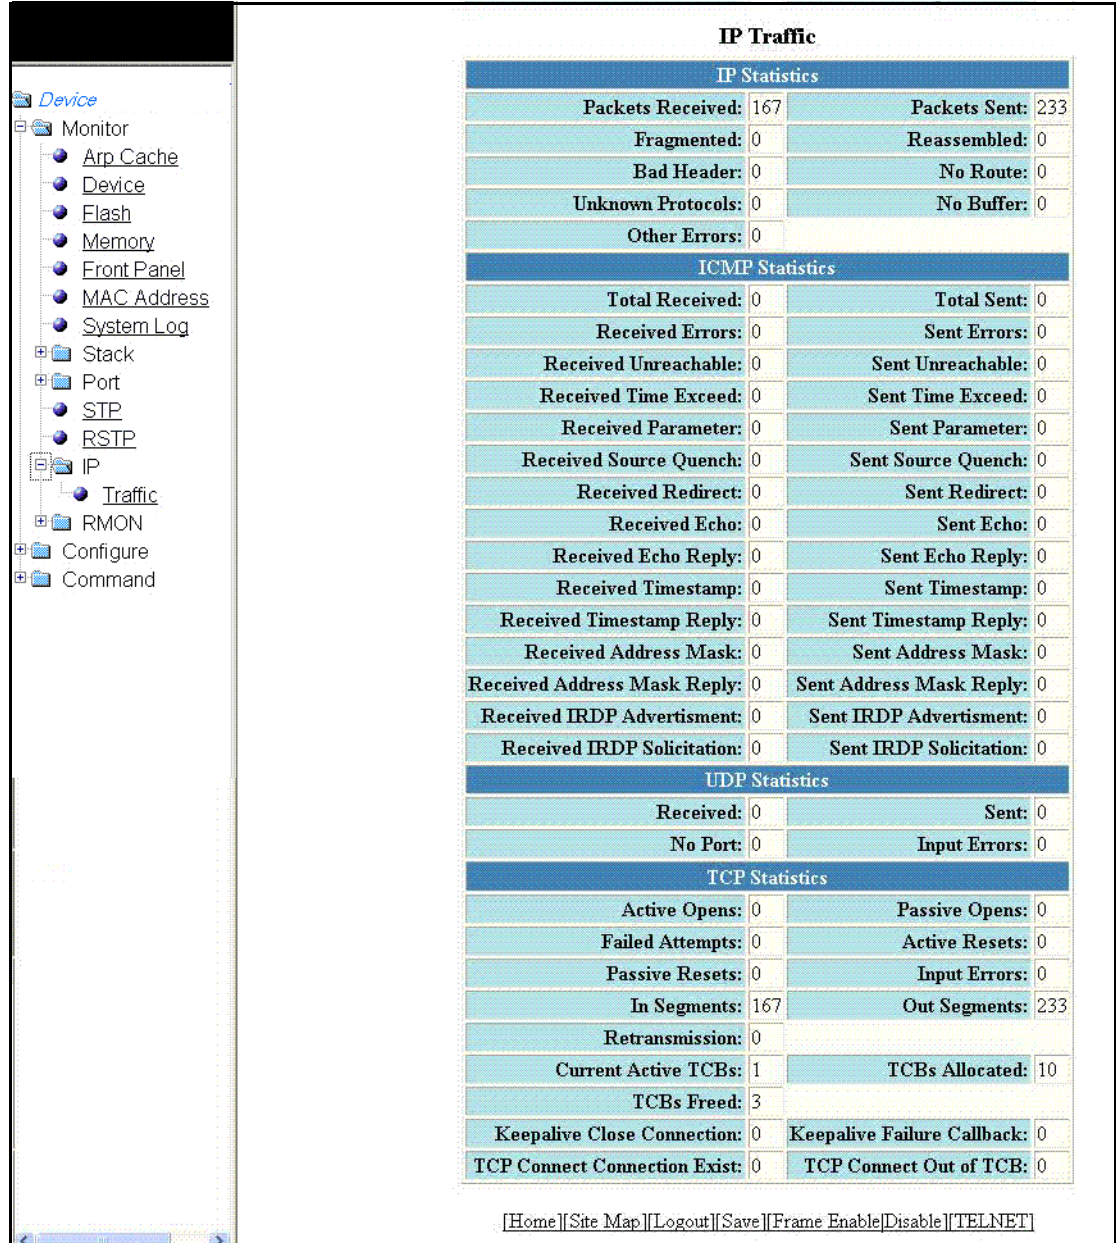 Device
Monitor
Arp Cache
Device
Flash
Memory
Front Panel
MAC Address
System Log
Stack
Port
STP
RSTP
IP
Traffic
RMON
Configure
Command
IP Traffic
IP Statistics
Packets Received: 167 Packets Sent: 233
Fragmented: 0 Reassembled: 0
Bad Header: 0 No Route: 0
Unknown Protocols: 0 No Buffer: 0
Other Errors: 0
ICMP Statistics
Total Received: 0 Total Sent: 0
Received Errors: 0 Sent Errors: 0
Received Unreachable: 0 Sent Unreachable: 0
Received Time Exceed: 0 Sent Time Exceed: 0
Received Parameter: 0 Sent Parameter: 0
Received Source Quench: 0 Sent Source Quench: 0
Received Redirect: 0 Sent Redirect: 0
Received Echo: 0 Sent Echo: 0
Received Echo Reply: 0 Sent Echo Reply: 0
Received Timestamp: 0 Sent Timestamp: 0
Received Timestamp Reply: 0 Sent Timestamp Reply: 0
Received Address Mask: 0 Sent Address Mask: 0
Received Address Mask Reply: 0 Sent Address Mask Reply: 0
Received IRDP Advertisment: 0 Sent IRDP Advertisment: 0
Received IRDP Solicitation: 0 Sent IRDP Solicitation: 0
UDP Statistics
Received: 0 Sent: 0
No Port: 0 Input Errors: 0
TCP Statistics
Active Opens: 0 Passive Opens: 0
Failed Attempts: 0 Active Resets: 0
Passive Resets: 0 Input Errors: 0
In Segments: 167 Out Segments: 233
Retransmission: 0
Current Active TCBs: 1 TCBs Allocated: 10
TCBs Freed: 3
Keepalive Close Connection: 0 Keepalive Failure Callback: 0
TCP Connect Connection Exist: 0 TCP Connect Out of TCB: 0
[Home][Site Map][Logout][Save][Frame Enable|Disable][TELNET]